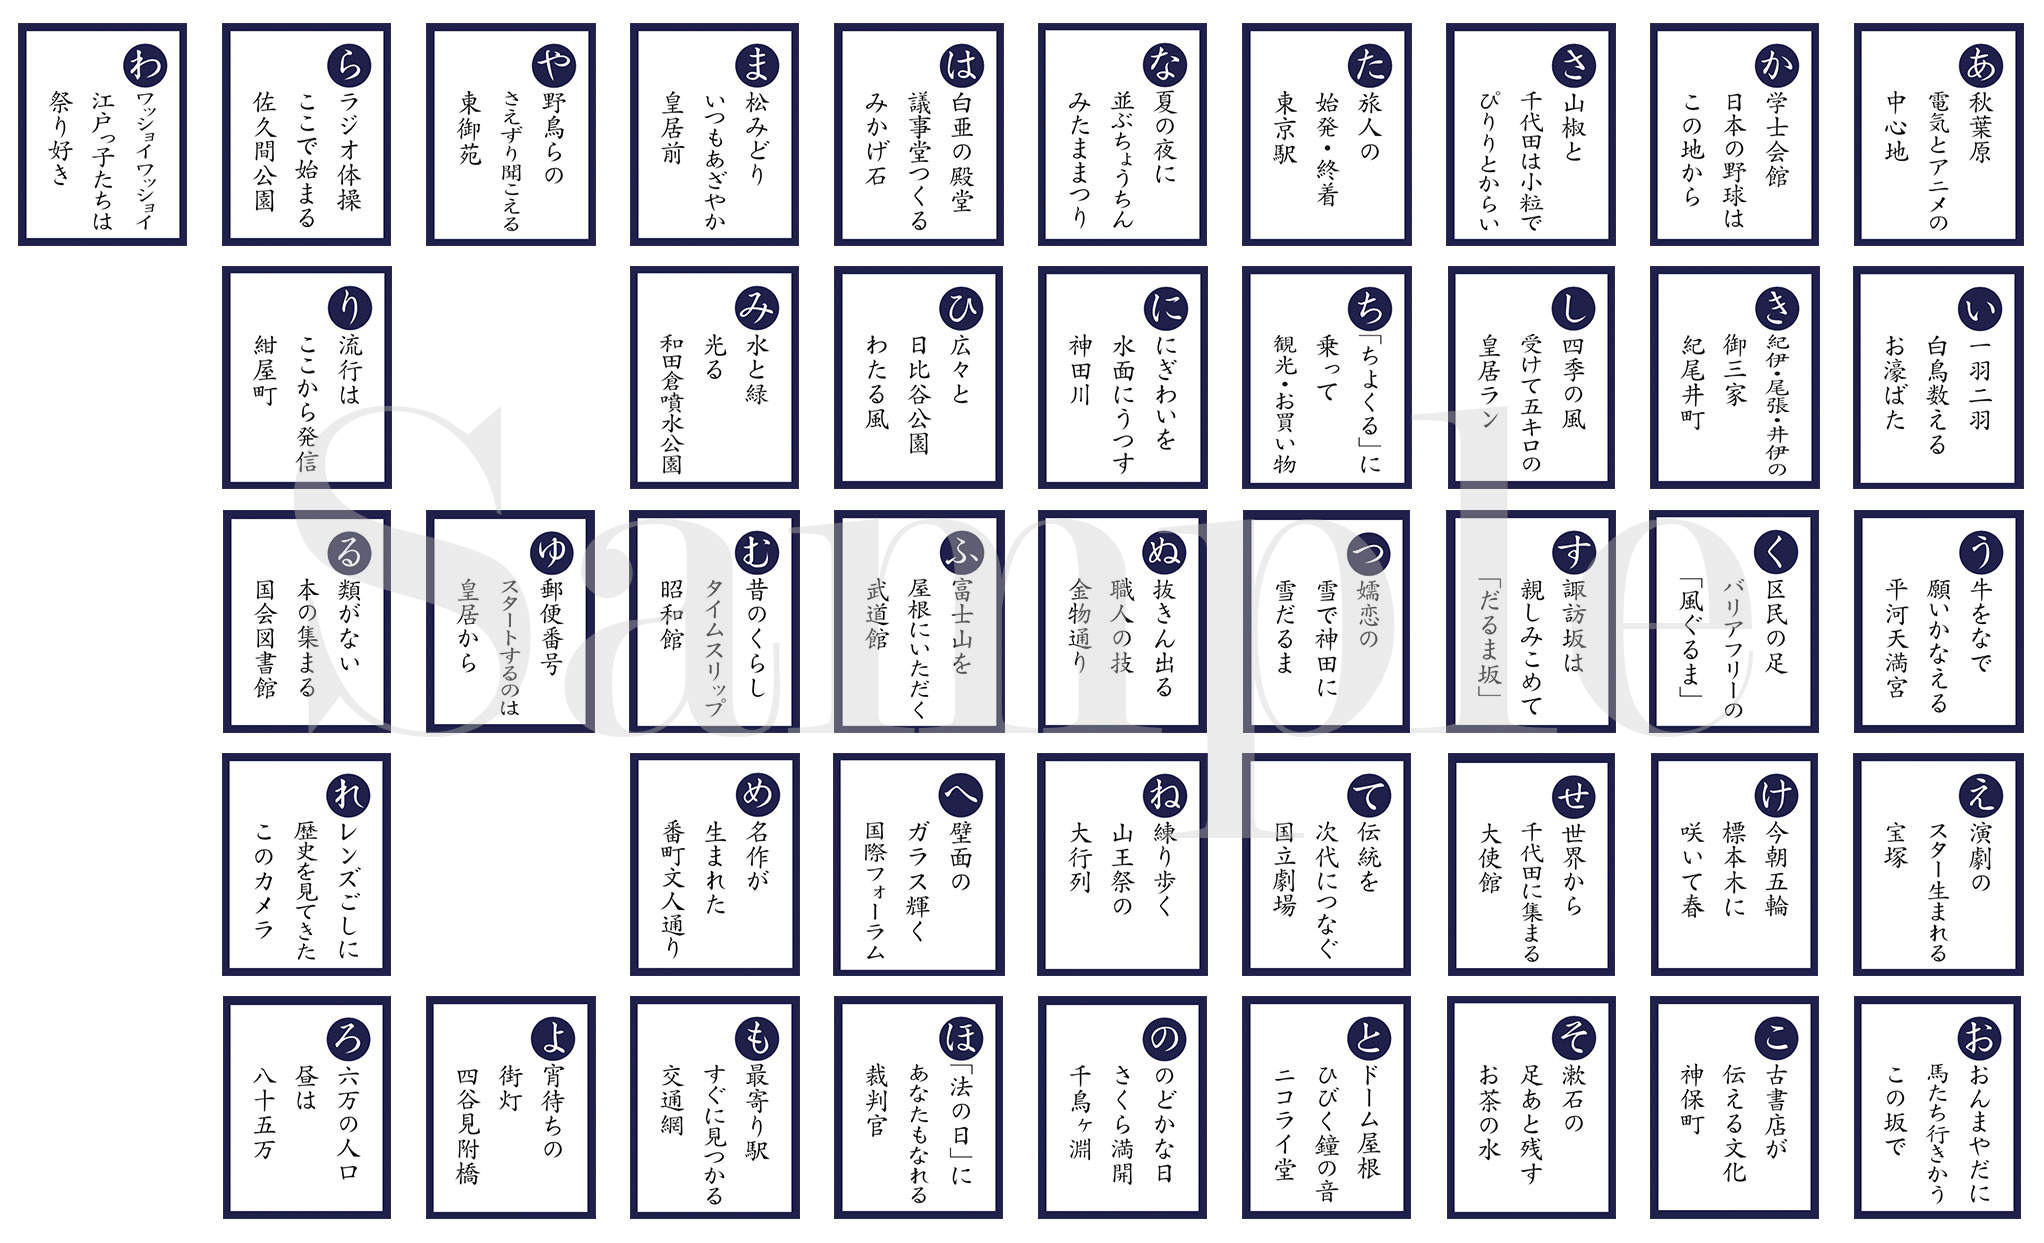 あ
秋葉原
電気とアニメの
中心地
い
一羽二羽
白鳥数える
お濠ばた
う
牛をなで
願いかなえる
平河天満宮
え
演劇の
スター生まれる
宝塚
お
おんまやだに
馬たち行きかう
この坂で
か
学士会館
日本の野球は
この地から
き
紀伊・尾張・井伊の
御三家
紀尾井町
く
区民の足
バリアフリーの
「風ぐるま」
け
今朝五輪
標本木に
咲いて春
こ
古書店が
伝える文化
神保町
さ
山椒と
千代田は小粒で
ぴりりとからい
し
四季の風
受けて五キロの
皇居ラン
す
諏訪坂は
親しみこめて
「だるま坂」
せ
世界から
千代田に集まる
大使館
そ
漱石の
足あと残す
お茶の水
た
旅人の
始発・終着
東京駅
ち
「ちよくる」に
乗って
観光・お買い物
つ
嬬恋の
雪で神田に
雪だるま
て
伝統を
次代につなぐ
国立劇場
と
ドーム屋根
ひびく鐘の音
ニコライ堂
な
夏の夜に
並ぶちょうちん
みたままつり
に
にぎわいを
水面にうつす
神田川
ぬ
抜きん出る
職人の技
金物通り
ね
練り歩く
山王祭の
大行列
の
のどかな日
さくら満開
千鳥ヶ淵
は
白亜の殿堂
議事堂つくる
みかげ石
ひ
広々と
日比谷公園
わたる風
ふ
富士山を
屋根にいただく
武道館
へ
壁面の
ガラス輝く
国際フォーラム
ほ
「法の日」に
あなたもなれる
裁判官
ま
松みどり
いつもあざやか
皇居前
み
水と緑
光る
和田倉噴水公園
む
昔のくらし
タイムスリップ
昭和館
め
名作が
生まれた
番町文人通り
も
最寄り駅
すぐに見つかる
交通網
や
野鳥らの
さえずり聞こえる
東御苑
ゆ
郵便番号
スタートするのは
皇居から
よ
宵待ちの
街灯
四谷見附橋
ら
ラジオ体操
ここで始まる
佐久間公園
り
流行は
ここから発信
紺屋町
る
類がない
本の集まる
国会図書館
れ
レンズごしに
歴史を見てきた
このカメラ
ろ
六万の人口
昼は
八十五万
わ
ワッショイワッショイ
江戸っ子たちは
祭り好き
Sample